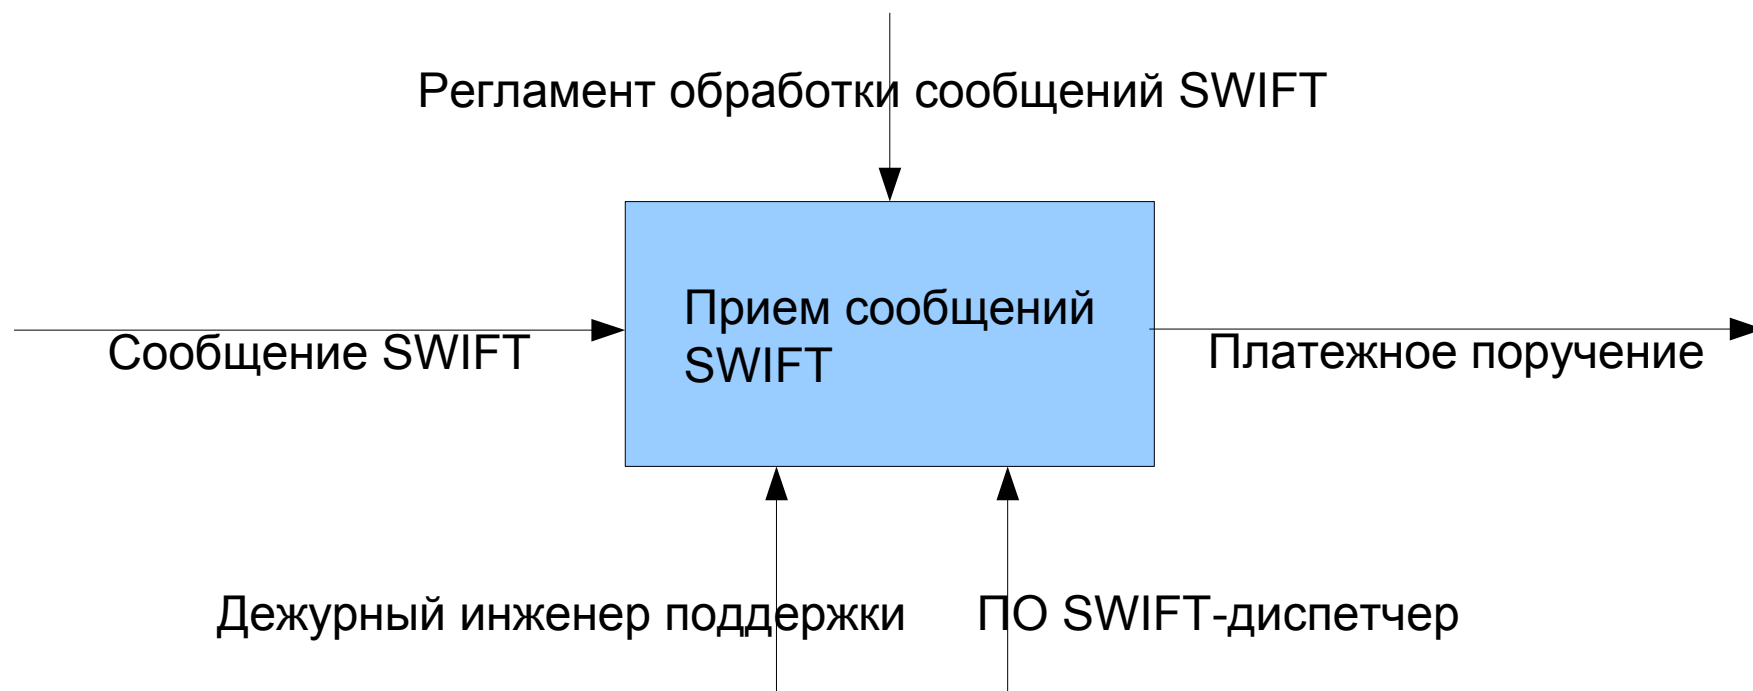 Регламент обработки сообщений SWIFT
Прием сообщений
SWIFT
Сообщение SWIFT
Платежное поручение
Дежурный инженер поддержки
ПО SWIFT-диспетчер